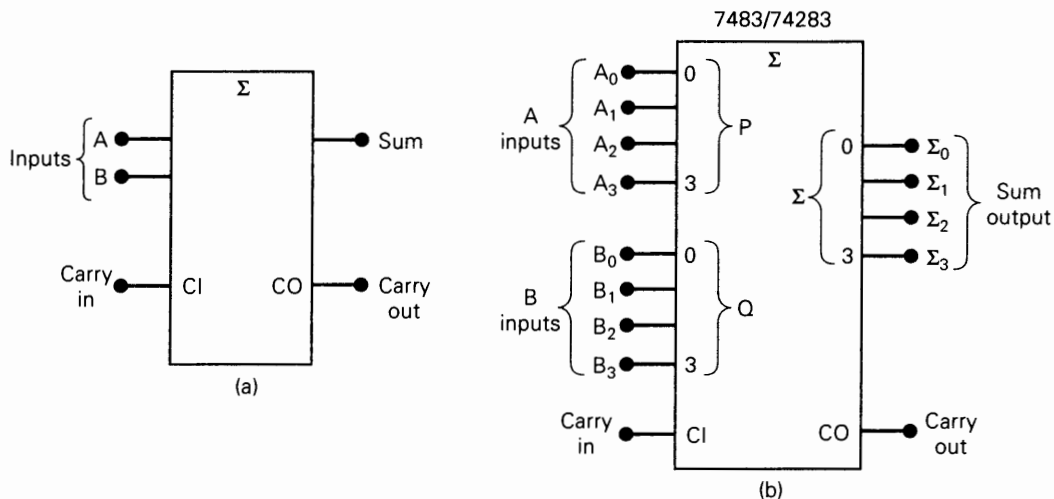 Σ
Inputs
A
B
Sum
Carry
in
CI
CO
Carry
out
(a)
7483/74283
Σ
A
inputs
A₀
A₁
A₂
A₃
0
3
P
B
inputs
B₀
B₁
B₂
B₃
0
3
Q
Σ
0
3
Σ₀
Σ₁
Σ₂
Σ₃
Sum
output
Carry
in
CI
CO
Carry
out
(b)